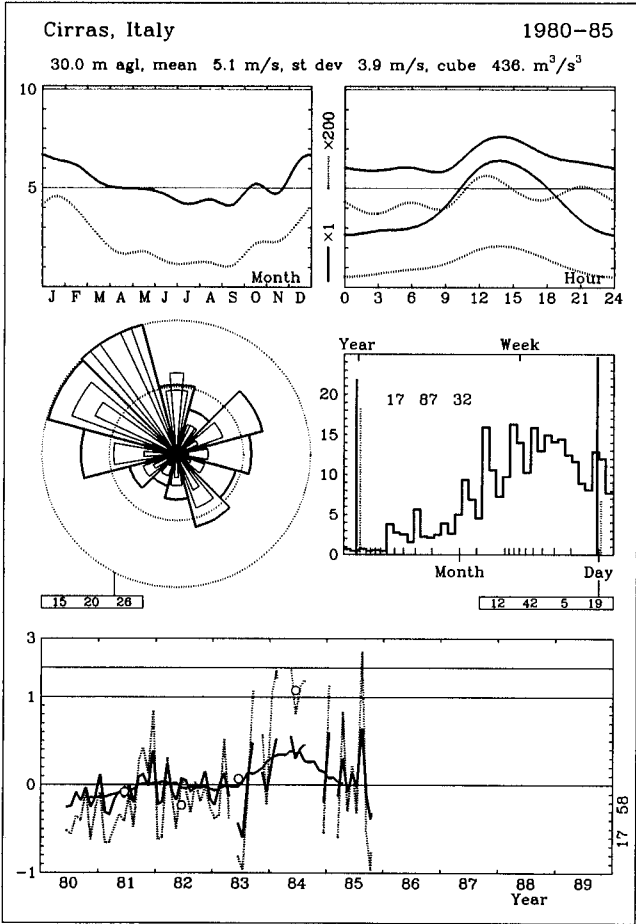 Cirras, Italy 1980-85
30.0 m agl, mean 5.1 m/s, st dev 3.9 m/s, cube 436. m³/s³
10
5
Month
J F M A M J J A S O N D
×1 ×200
Hour
0 3 6 9 12 15 18 21 24
Year Week
17 87 32
20
15
10
5
0
Month Day
15 20 26
12 42 5 19
3
1
0
-1
80 81 82 83 84 85 86 87 88 89
Year
17 58